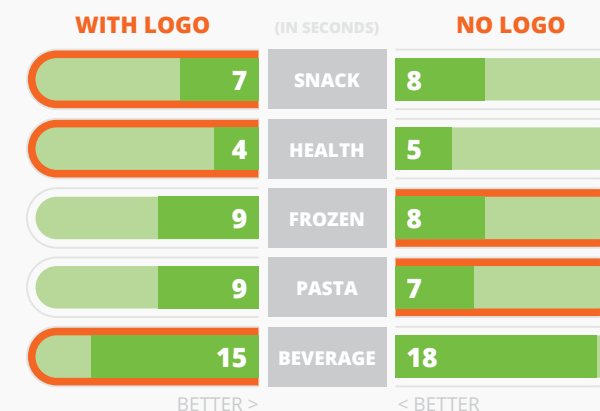 WITH LOGO (IN SECONDS) NO LOGO
7 SNACK 8
4 HEALTH 5
9 FROZEN 8
9 PASTA 7
15 BEVERAGE 18
BETTER > < BETTER